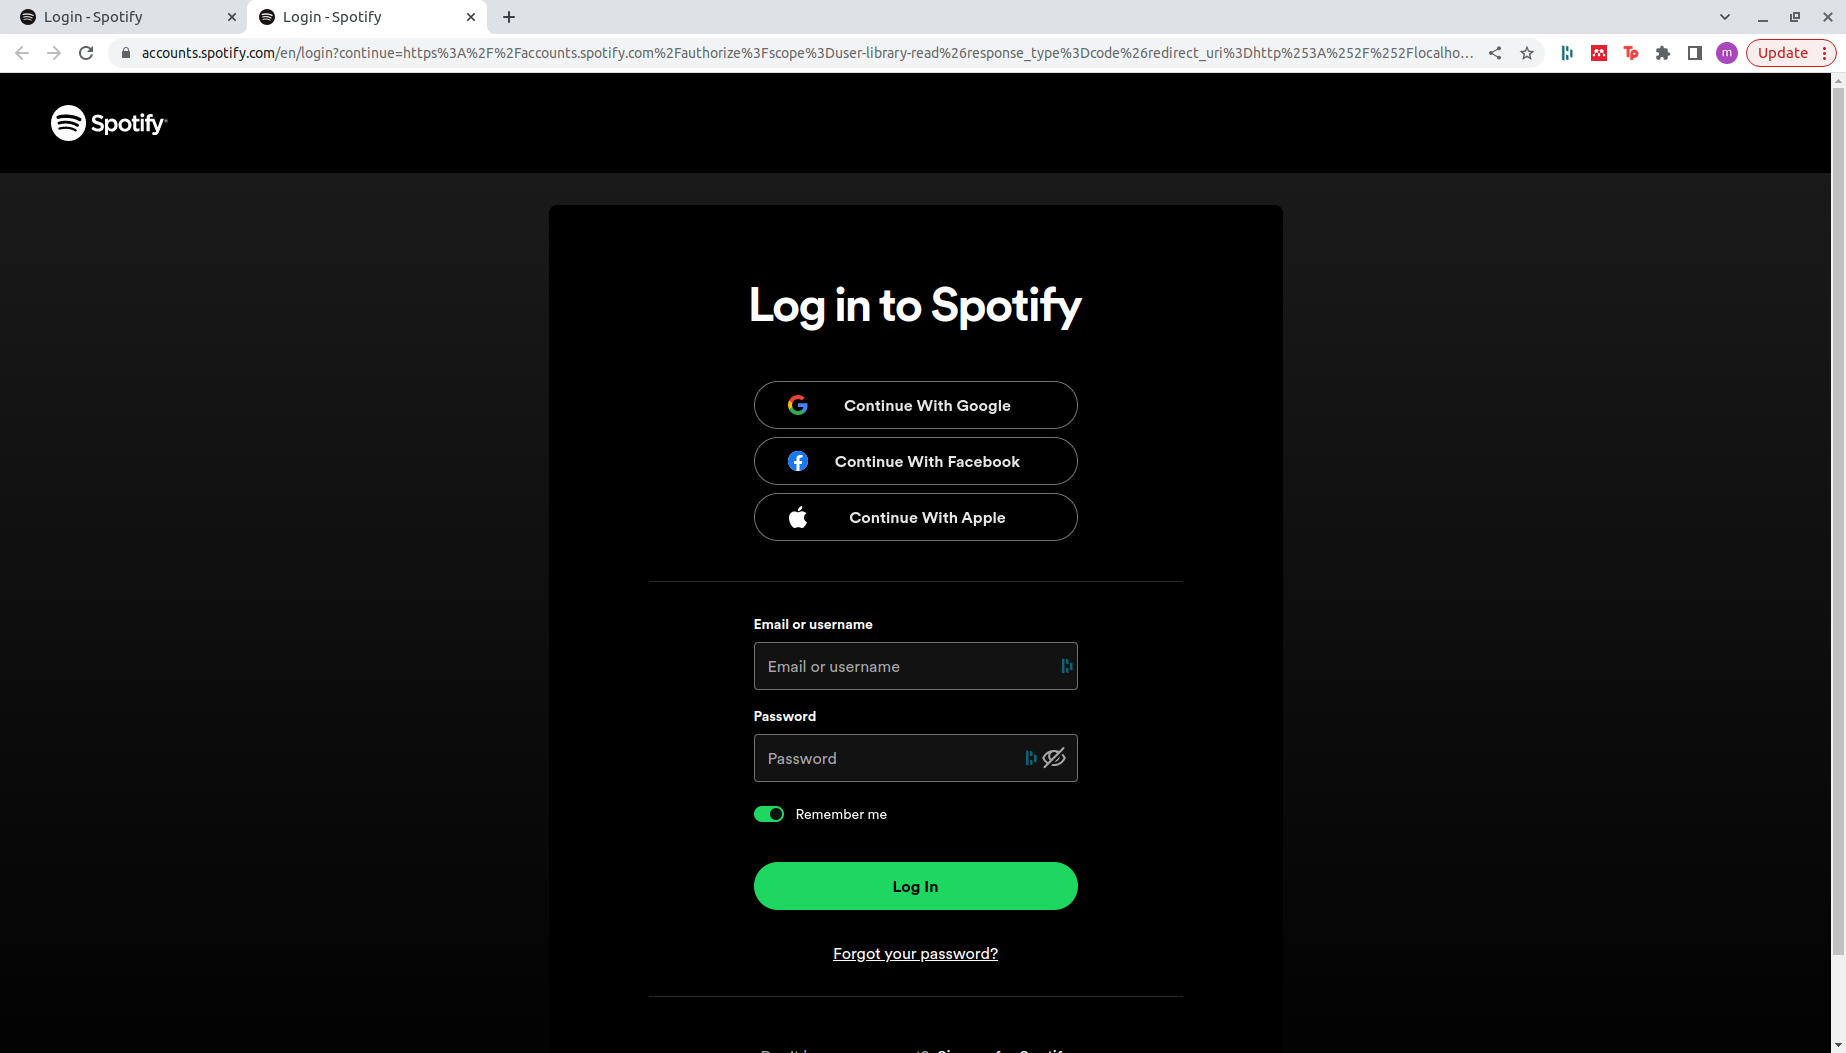 Login - Spotify
Login - Spotify
accounts.spotify.com/en/login?continue=https%3A%2F%2Faccounts.spotify.com%2Fauthorize%3Fscope%3Duser-library-read%26response_type%3Dcode%26redirect_uri%3Dhttp%253A%252F%252Flocalho...
m
Update
Spotify
Log in to Spotify
Continue With Google
Continue With Facebook
Continue With Apple
Email or username
Email or username
Password
Password
Remember me
Log In
Forgot your password?